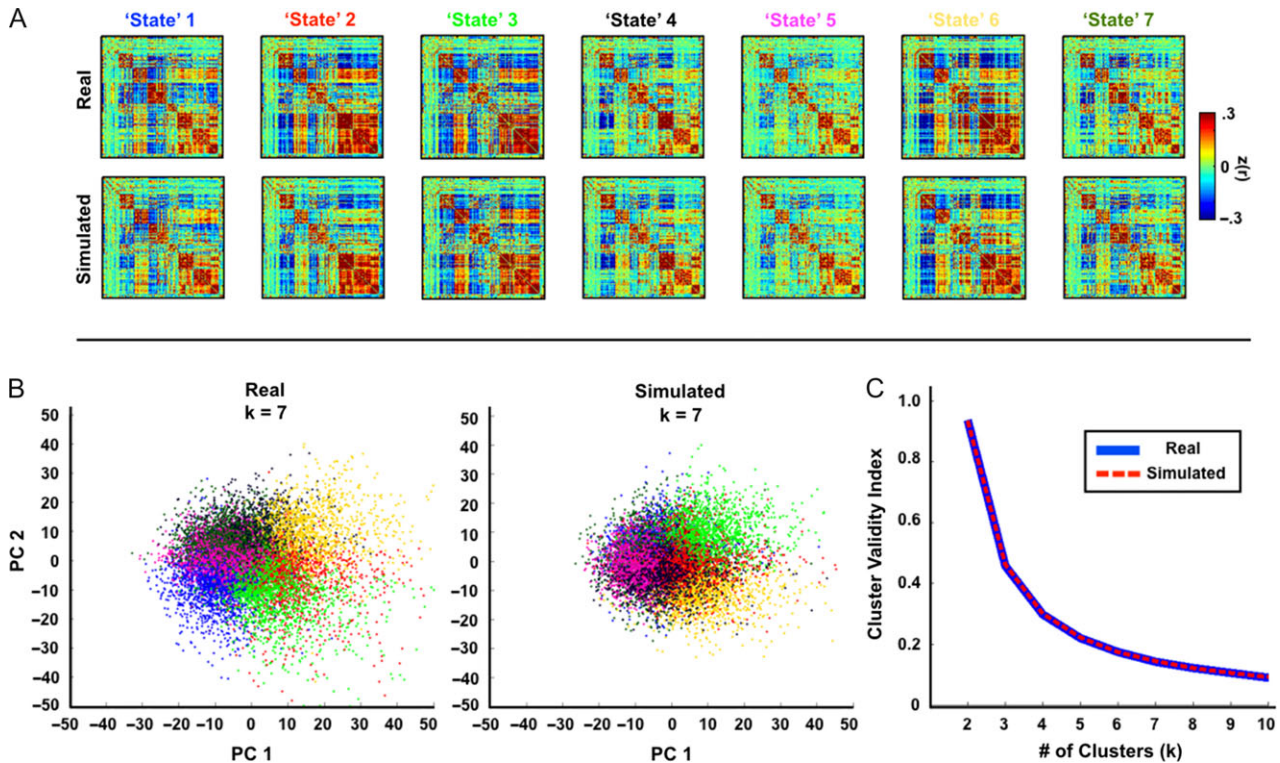 A
‘State’ 1 ‘State’ 2 ‘State’ 3 ‘State’ 4 ‘State’ 5 ‘State’ 6 ‘State’ 7
Real
Simulated
.3
0
–.3
z(r)
B
Real
k = 7
50
40
30
20
10
0
–10
–20
–30
–40
–50
PC 2
–50 –40 –30 –20 –10 0 10 20 30 40 50
PC 1
Simulated
k = 7
50
40
30
20
10
0
–10
–20
–30
–40
–50
–50 –40 –30 –20 –10 0 10 20 30 40 50
PC 1
C
1.0
0.8
0.6
0.4
0.2
0
Cluster Validity Index
Real
Simulated
2 3 4 5 6 7 8 9 10
# of Clusters (k)